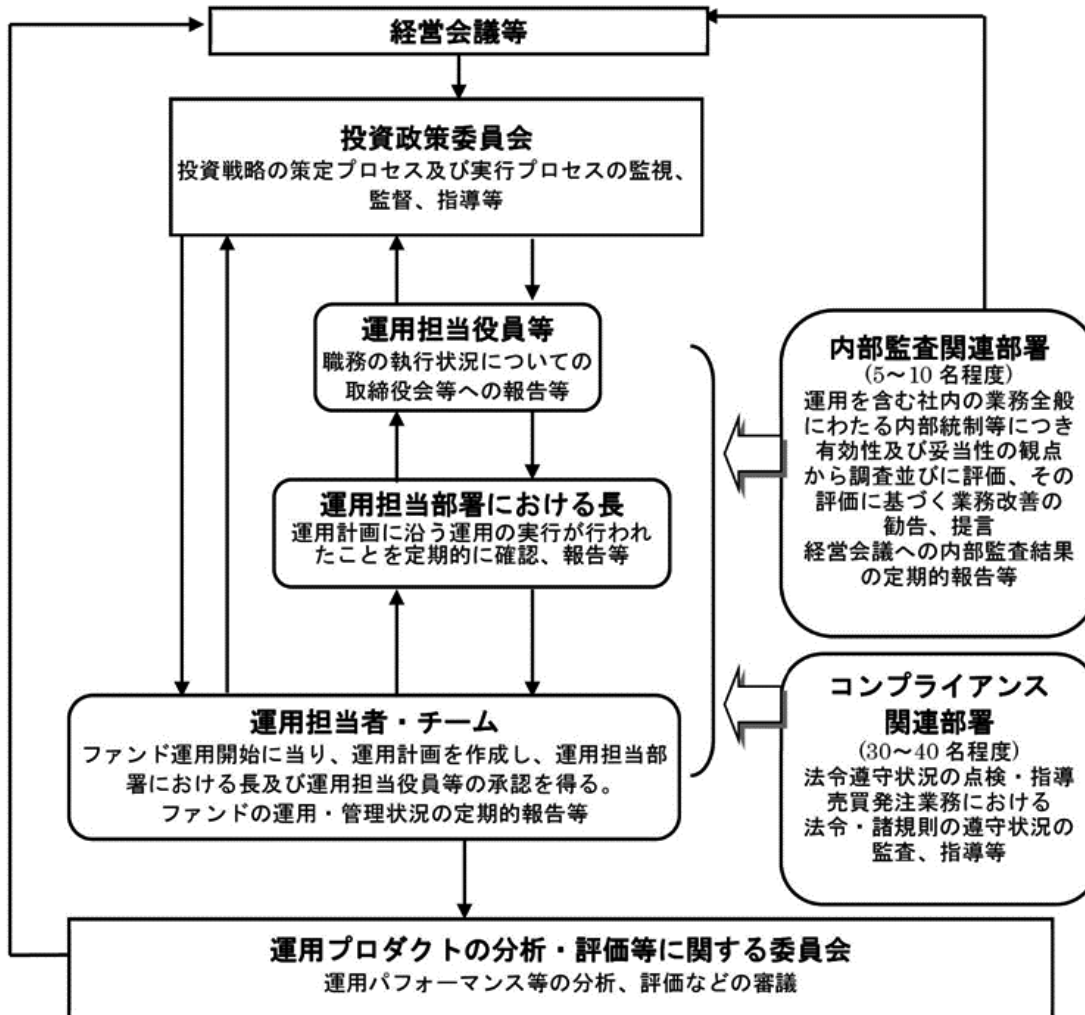 経営会議等
投資政策委員会
投資戦略の策定プロセス及び実行プロセスの監視、
監督、指導等
運用担当役員等
職務の執行状況についての
取締役会等への報告等
運用担当部署における長
運用計画に沿う運用の実行が行われ
たことを定期的に確認、報告等
運用担当者・チーム
ファンド運用開始に当り、運用計画を作成し、運用担当部
署における長及び運用担当役員等の承認を得る。
ファンドの運用・管理状況の定期的報告等
内部監査関連部署
(5～10 名程度)
運用を含む社内の業務全般
にわたる内部統制等につき
有効性及び妥当性の観点
から調査並びに評価、その
評価に基づく業務改善の
勧告、提言
経営会議への内部監査結果
の定期的報告等
コンプライアンス
関連部署
(30～40 名程度)
法令遵守状況の点検・指導
売買発注業務における
法令・諸規則の遵守状況の
監査、指導等
運用プロダクトの分析・評価等に関する委員会
運用パフォーマンス等の分析、評価などの審議